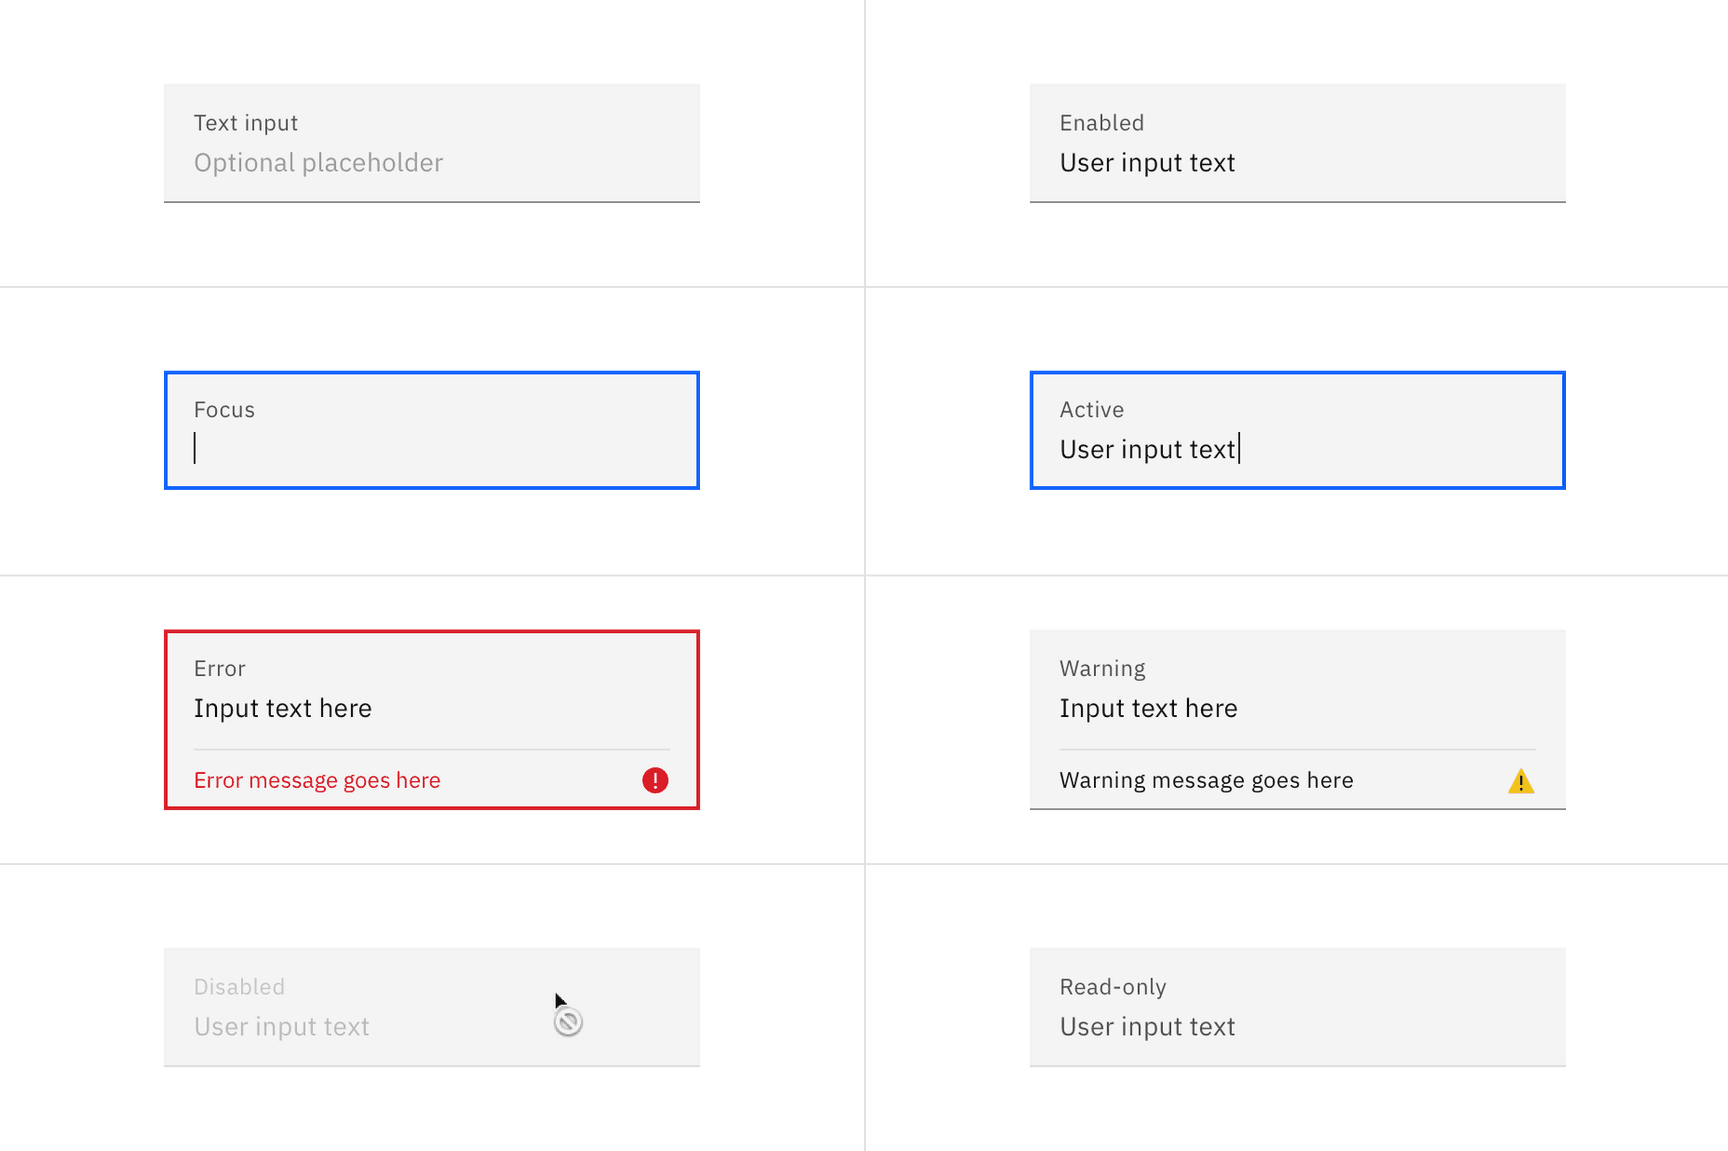 Text input
Optional placeholder
Enabled
User input text
Focus
Active
User input text
Error
Input text here
Error message goes here
Warning
Input text here
Warning message goes here
Disabled
User input text
Read-only
User input text